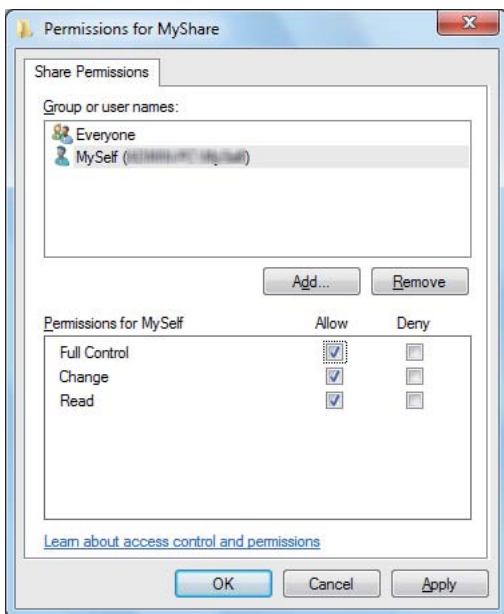 Permissions for MyShare
Share Permissions
Group or user names:
Everyone
MySelf (
Add... Remove
Permissions for MySelf Allow Deny
Full Control
Change
Read
Learn about access control and permissions
OK Cancel Apply